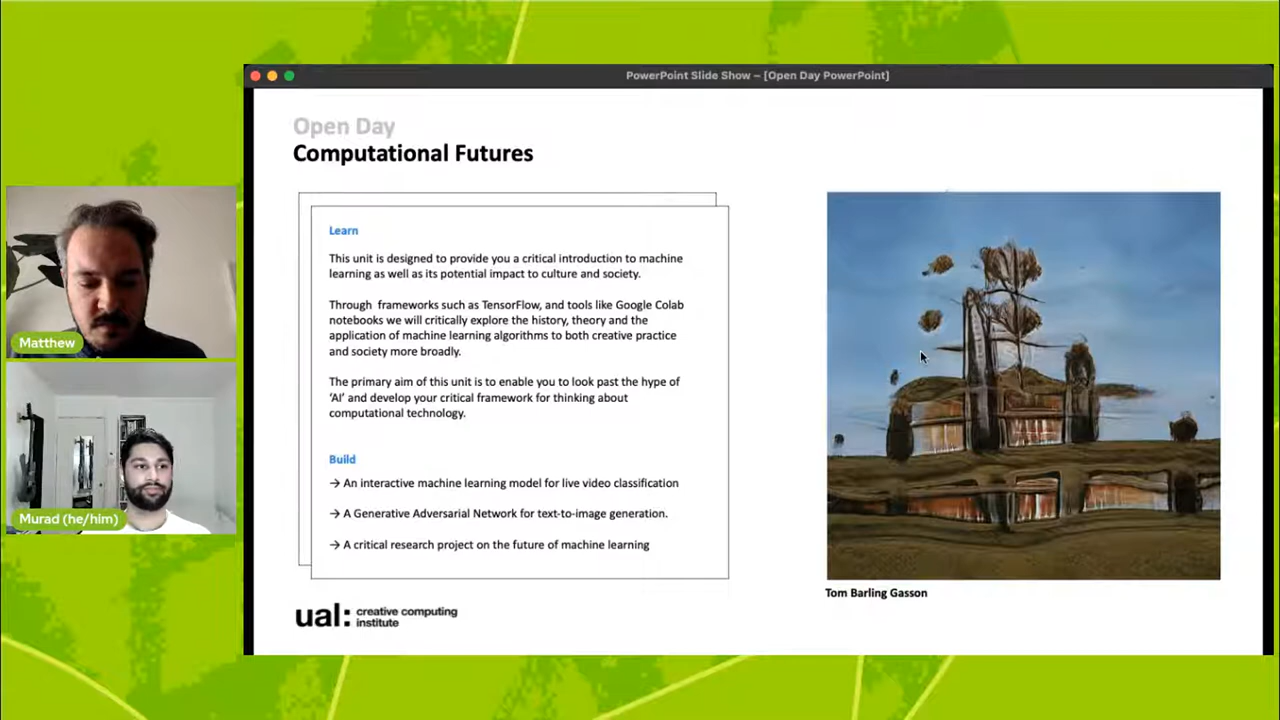 PowerPoint Slide Show – [Open Day PowerPoint]
Open Day
Computational Futures
Learn
This unit is designed to provide you a critical introduction to machine
learning as well as its potential impact to culture and society.
Through frameworks such as TensorFlow, and tools like Google Colab
notebooks we will critically explore the history, theory and the
application of machine learning algorithms to both creative practice
and society more broadly.
The primary aim of this unit is to enable you to look past the hype of
‘AI’ and develop your critical framework for thinking about
computational technology.
Build
→ An interactive machine learning model for live video classification
→ A Generative Adversarial Network for text-to-image generation.
→ A critical research project on the future of machine learning
Tom Barling Gasson
ual: creative computing
institute
Matthew
Murad (he/him)